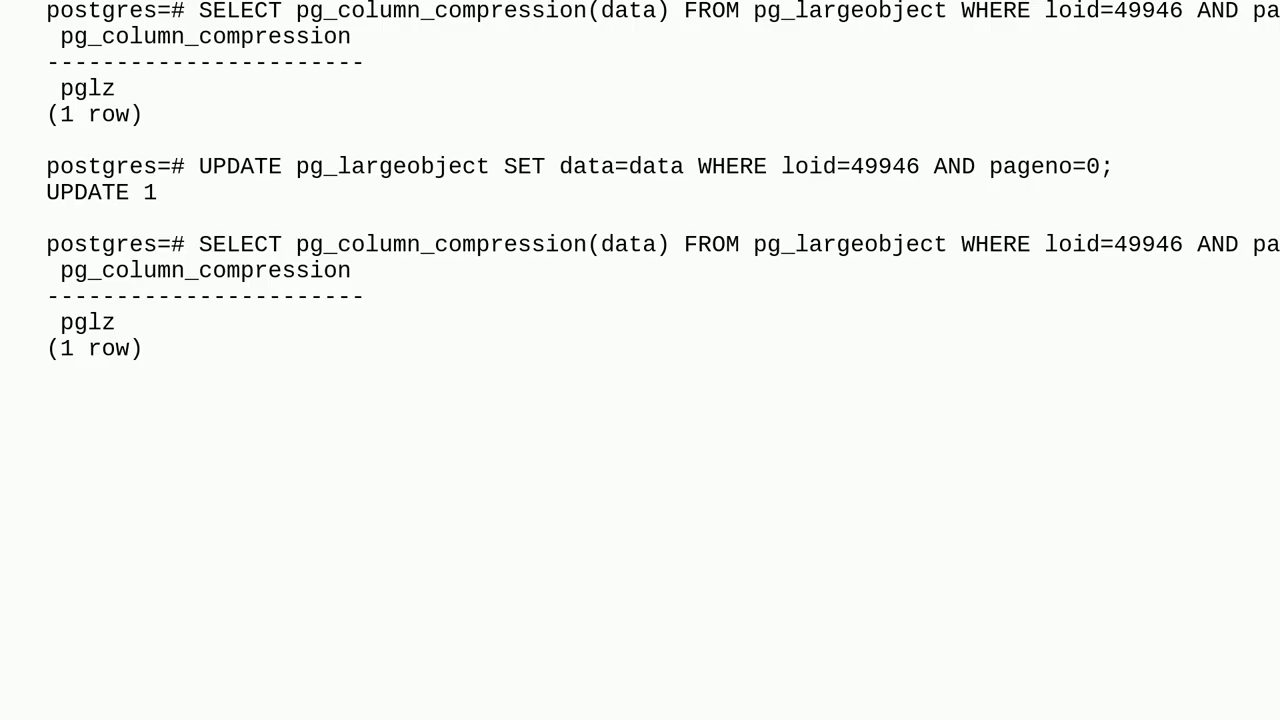 postgres=# SELECT pg_column_compression(data) FROM pg_largeobject WHERE loid=49946 AND pa
 pg_column_compression
-----------------------
 pglz
(1 row)
postgres=# UPDATE pg_largeobject SET data=data WHERE loid=49946 AND pageno=0;
UPDATE 1
postgres=# SELECT pg_column_compression(data) FROM pg_largeobject WHERE loid=49946 AND pa
 pg_column_compression
-----------------------
 pglz
(1 row)